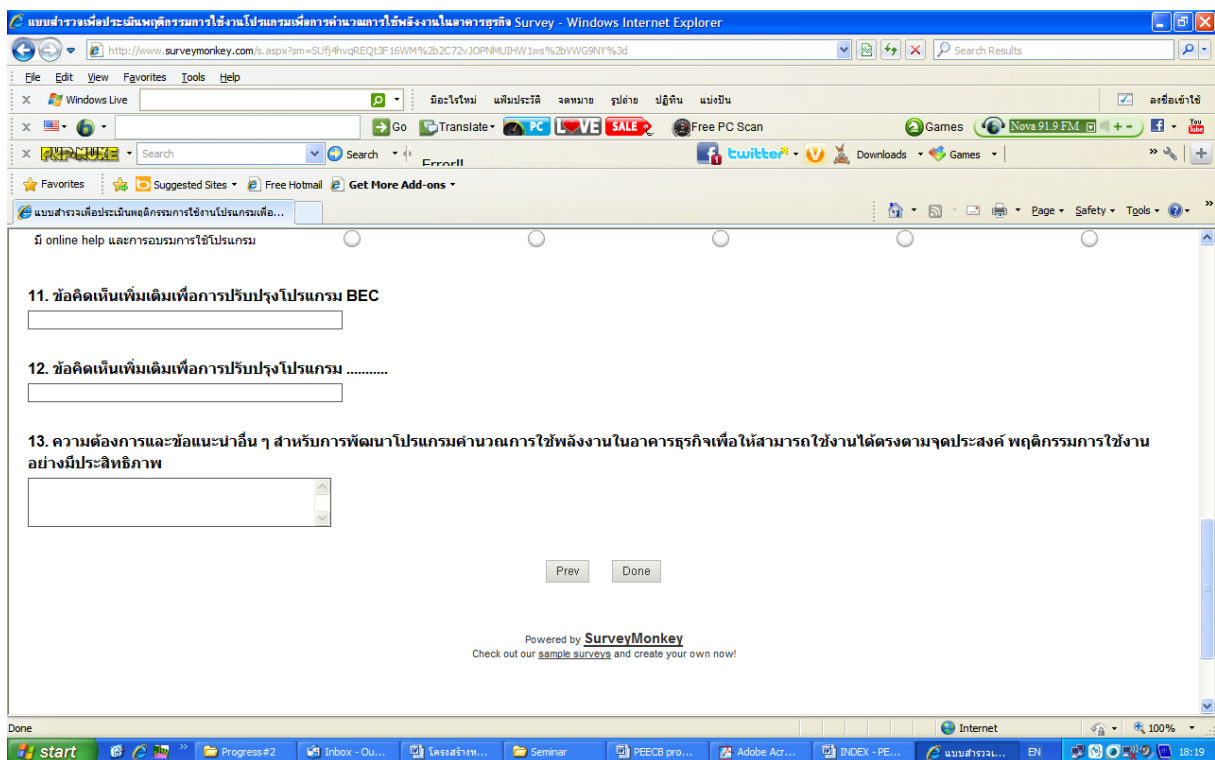 แบบสำรวจเพื่อประเมินพฤติกรรมการใช้งานโปรแกรมเพื่อการคำนวณการใช้พลังงานในอาคารธุรกิจ Survey - Windows Internet Explorer
http://www.surveymonkey.com/s.aspx?sm=SUfj4hvqREQt3F16WM%2b2C72vJOPNMUIHW1ws%2bVWG9NY%3d
Search Results
File Edit View Favorites Tools Help
X Windows Live มีอะไรใหม่ แฟ้มประวัติ จดหมาย รูปถ่าย ปฏิทิน แบ่งปัน ลงชื่อเข้าใช้
x Go Translate PC LOVE SALE Free PC Scan Games Nova 91.9 FM You Tube
X Search Search Error!! twitter Downloads Games
Favorites Suggested Sites Free Hotmail Get More Add-ons
แบบสำรวจเพื่อประเมินพฤติกรรมการใช้งานโปรแกรมเพื่อ... Page Safety Tools
มี online help และการอบรมการใช้โปรแกรม
11. ข้อคิดเห็นเพิ่มเติมเพื่อการปรับปรุงโปรแกรม BEC
12. ข้อคิดเห็นเพิ่มเติมเพื่อการปรับปรุงโปรแกรม ...........
13. ความต้องการและข้อแนะนำอื่น ๆ สำหรับการพัฒนาโปรแกรมคำนวณการใช้พลังงานในอาคารธุรกิจเพื่อให้สามารถใช้งานได้ตรงตามจุดประสงค์ พฤติกรรมการใช้งาน
อย่างมีประสิทธิภาพ
Prev Done
Powered by SurveyMonkey
Check out our sample surveys and create your own now!
Done Internet 100%
start Progress#2 Inbox - Ou... โครงสร้างห... Seminar PEECB pro... Adobe Acr... INDEX - PE... แบบสำรวจเ... EN 18:19